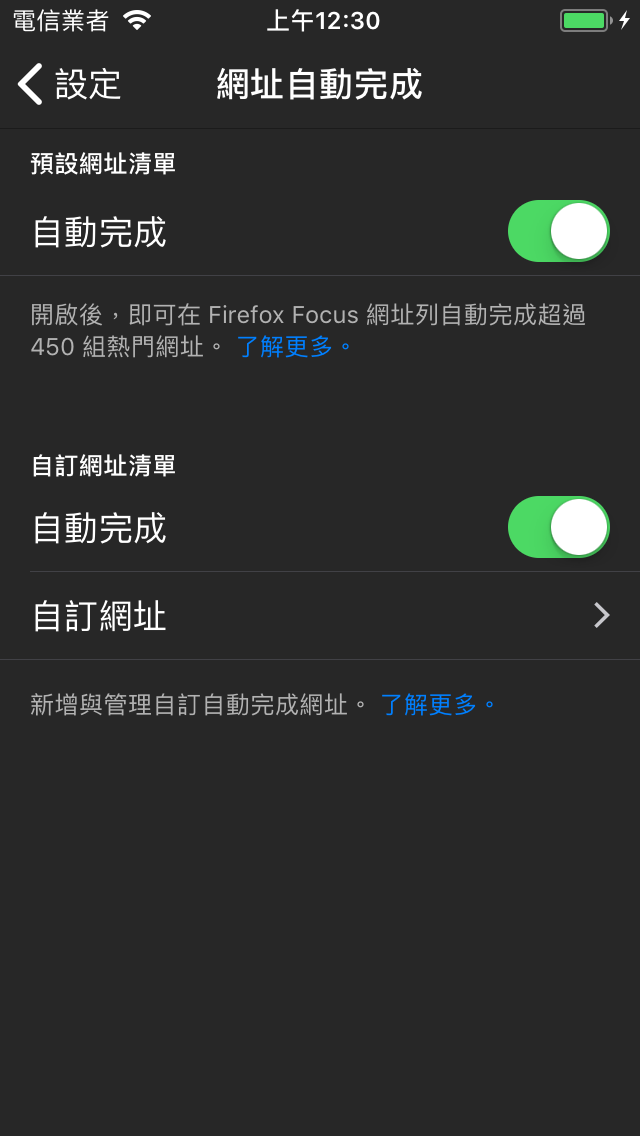 電信業者 上午12:30
設定 網址自動完成
預設網址清單
自動完成
開啟後，即可在 Firefox Focus 網址列自動完成超過
450 組熱門網址。 了解更多。
自訂網址清單
自動完成
自訂網址
新增與管理自訂自動完成網址。 了解更多。